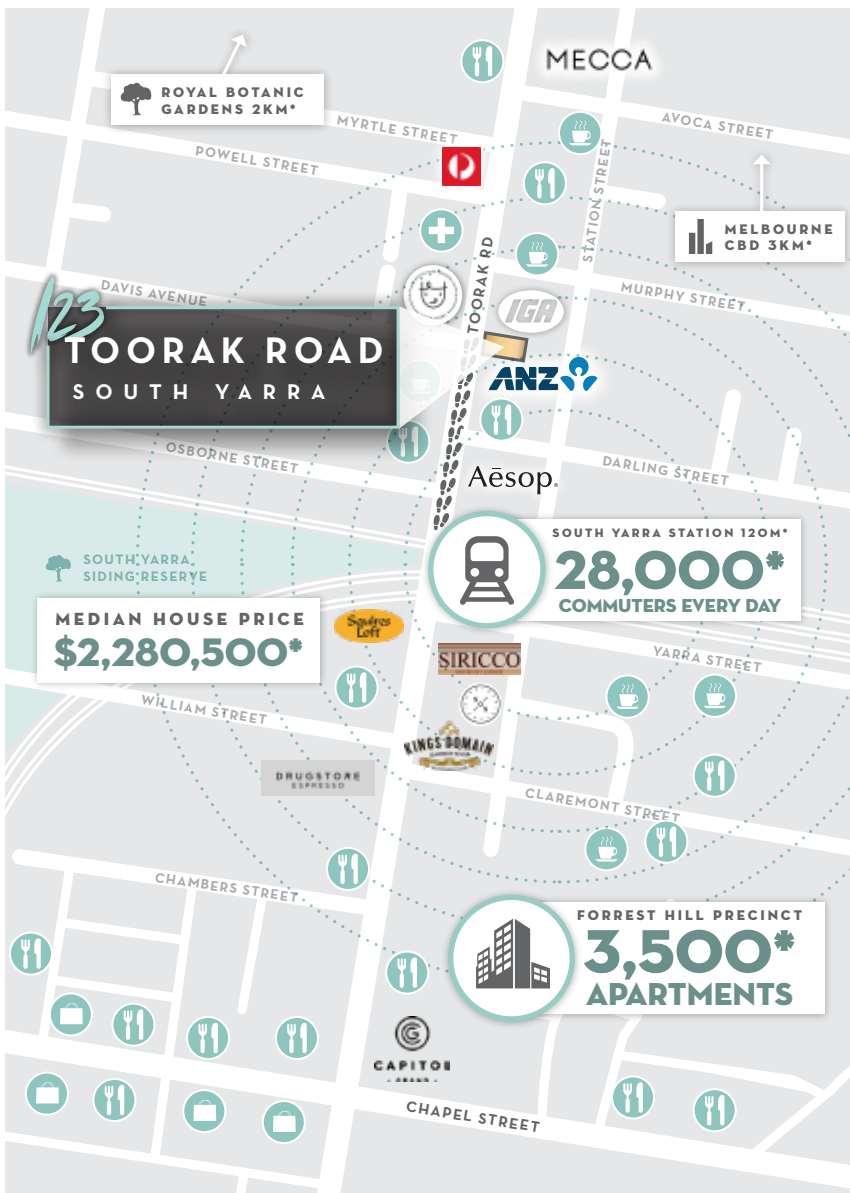 MECCA
ROYAL BOTANIC
GARDENS 2KM*
MYRTLE STREET
AVOCA STREET
POWELL STREET
STATION STREET
MELBOURNE
CBD 3KM*
TOORAK RD
DAVIS AVENUE
MURPHY STREET
IGA
123
TOORAK ROAD
SOUTH YARRA
ANZ
OSBORNE STREET
DARLING STREET
Aēsop.
SOUTH YARRA STATION 120M*
28,000*
COMMUTERS EVERY DAY
SOUTH YARRA
SIDING RESERVE
MEDIAN HOUSE PRICE
$2,280,500*
Squires
Loft
SIRICCO
YARRA STREET
WILLIAM STREET
KINGS DOMAIN
DRUGSTORE
ESPRESSO
CLAREMONT STREET
CHAMBERS STREET
FORREST HILL PRECINCT
3,500*
APARTMENTS
CAPITOL
GRAND
CHAPEL STREET